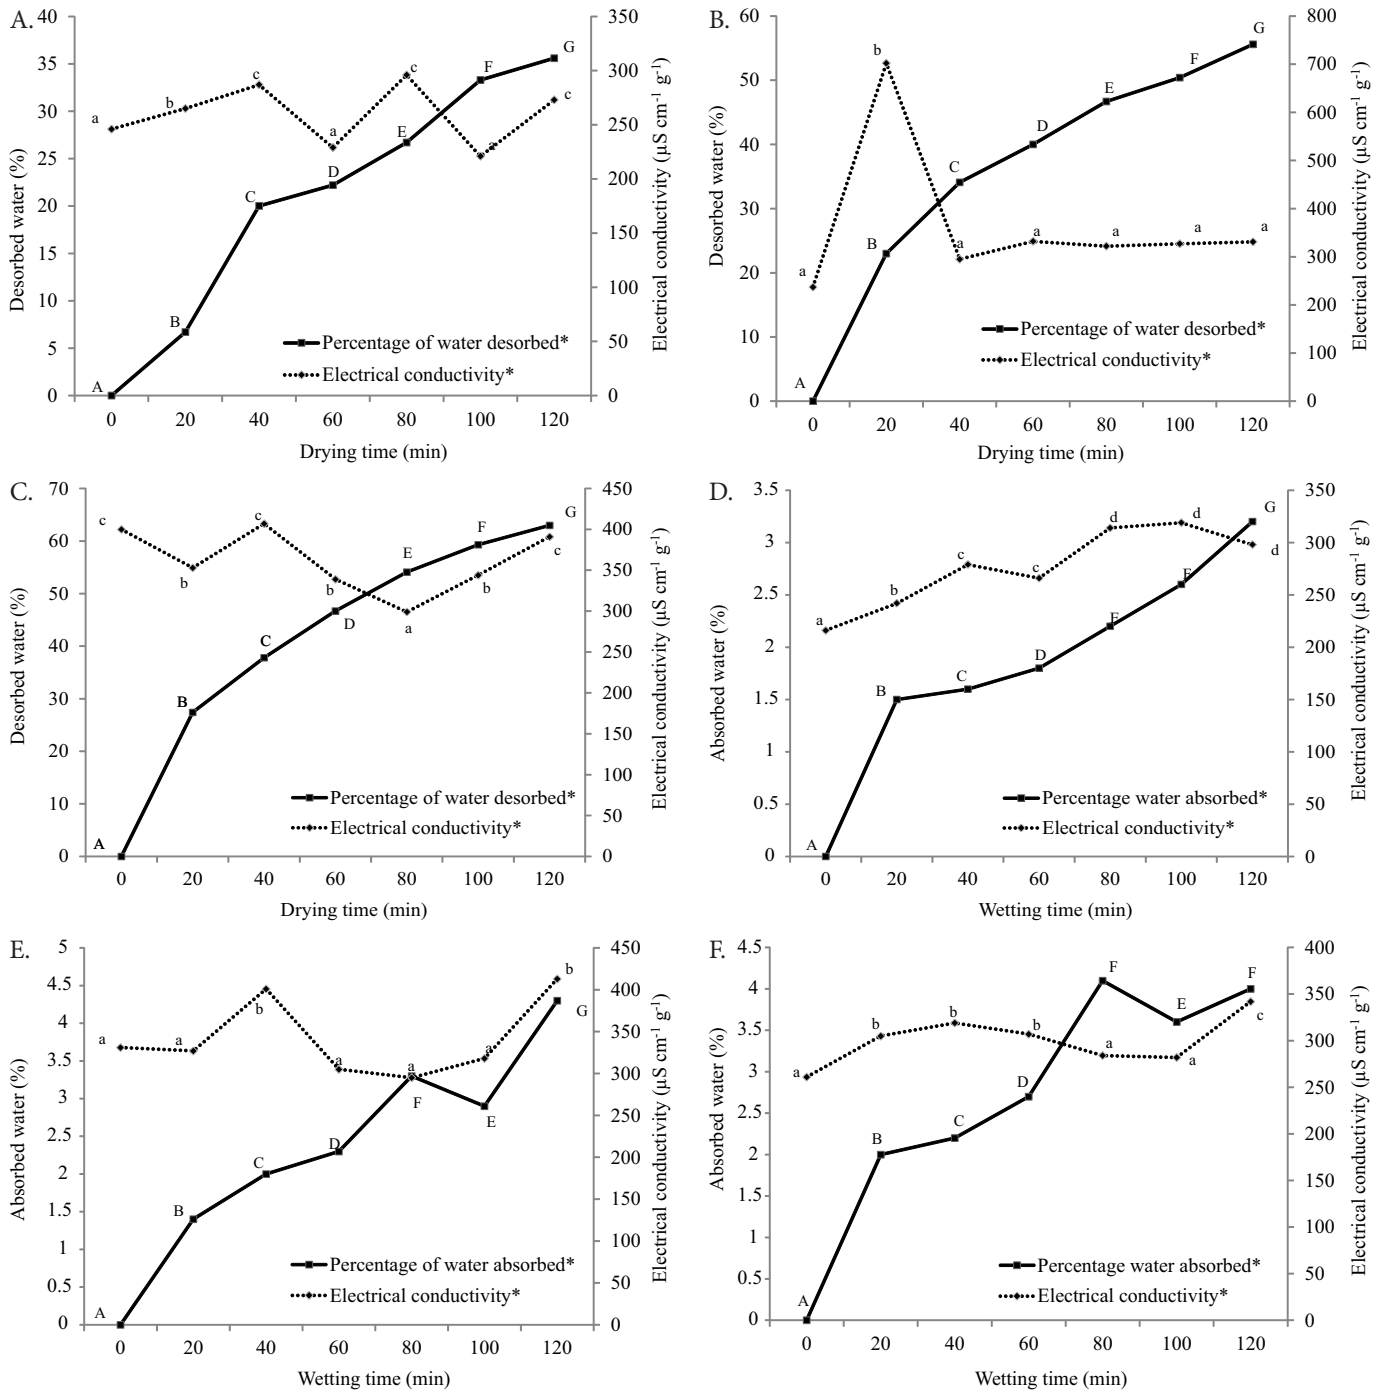 A.
40
35
30
25
20
15
10
5
0
Desorbed water (%)
350
300
250
200
150
100
50
0
Electrical conductivity (µS cm-1 g-1)
a
b
c
a
c
a
c
A
B
C
D
E
F
G
Percentage of water desorbed*
Electrical conductivity*
0 20 40 60 80 100 120
Drying time (min)
B.
60
50
40
30
20
10
0
Desorbed water (%)
800
700
600
500
400
300
200
100
0
Electrical conductivity (µS cm-1 g-1)
a
b
a
a
a
a
a
A
B
C
D
E
F
G
Percentage of water desorbed*
Electrical conductivity*
0 20 40 60 80 100 120
Drying time (min)
C.
70
60
50
40
30
20
10
0
Desorbed water (%)
450
400
350
300
250
200
150
100
50
0
Electrical conductivity (µS cm-1 g-1)
c
b
c
b
a
b
c
A
B
C
D
E
F
G
Percentage of water desorbed*
Electrical conductivity*
0 20 40 60 80 100 120
Drying time (min)
D.
3.5
3
2.5
2
1.5
1
0.5
0
Absorbed water (%)
350
300
250
200
150
100
50
0
Electrical conductivity (µS cm-1 g-1)
a
b
c
c
d
d
d
A
B
C
D
E
F
G
Percentage water absorbed*
Electrical conductivity*
0 20 40 60 80 100 120
Wetting time (min)
E.
5
4.5
4
3.5
3
2.5
2
1.5
1
0.5
0
Absorbed water (%)
450
400
350
300
250
200
150
100
50
0
Electrical conductivity (µS cm-1 g-1)
a
a
b
a
a
a
b
A
B
C
D
F
E
G
Percentage of water absorbed*
Electrical conductivity*
0 20 40 60 80 100 120
Wetting time (min)
F.
4.5
4
3.5
3
2.5
2
1.5
1
0.5
0
Absorbed water (%)
400
350
300
250
200
150
100
50
0
Electrical conductivity (µS cm-1 g-1)
a
b
b
b
a
a
c
A
B
C
D
F
E
F
Percentage water absorbed*
Electrical conductivity*
0 20 40 60 80 100 120
Wetting time (min)